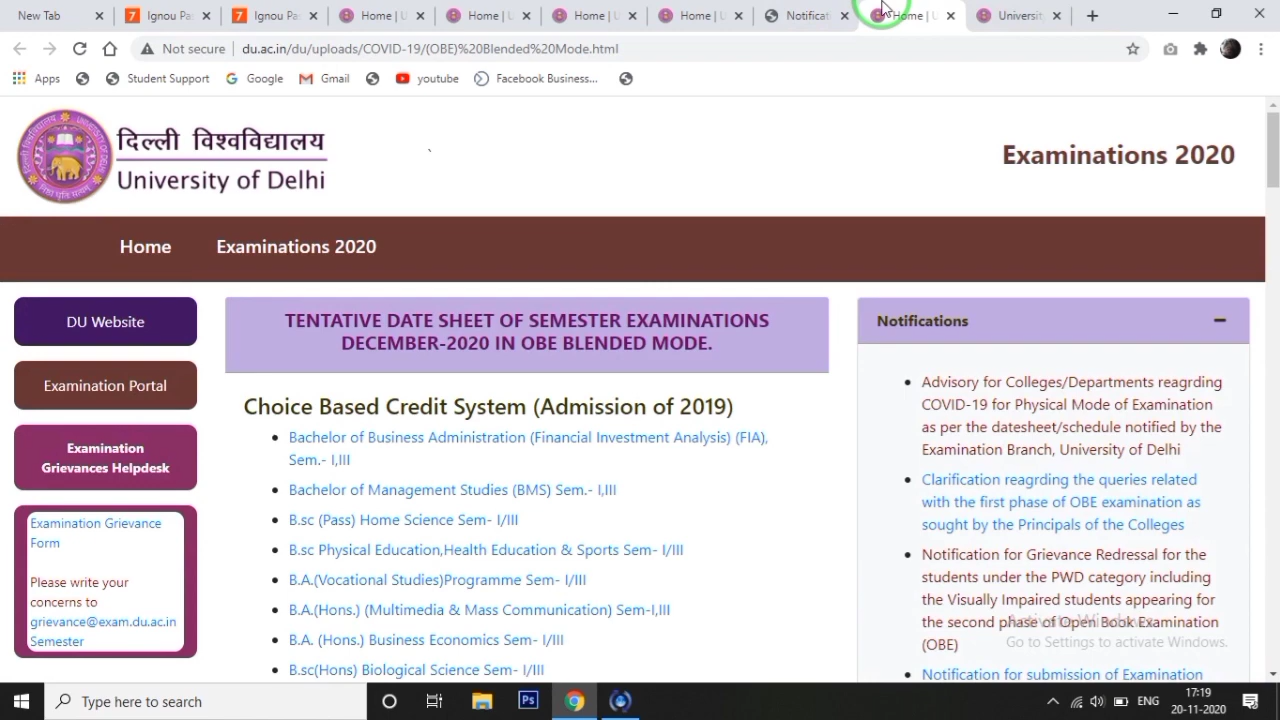 New Tab
Ignou Pa
Ignou Pa
Home | U
Home | U
Home | U
Home | U
Notificat
Home | U
Universit
Not secure
du.ac.in/du/uploads/COVID-19/(OBE)%20Blended%20Mode.html
Apps
Student Support
Google
Gmail
youtube
Facebook Business...
दिल्ली विश्वविद्यालय
University of Delhi
Examinations 2020
Home
Examinations 2020
DU Website
Examination Portal
Examination
Grievances Helpdesk
Examination Grievance
Form
Please write your
concerns to
grievance@exam.du.ac.in
Semester
TENTATIVE DATE SHEET OF SEMESTER EXAMINATIONS
DECEMBER-2020 IN OBE BLENDED MODE.
Choice Based Credit System (Admission of 2019)
Bachelor of Business Administration (Financial Investment Analysis) (FIA),
Sem.- I,III
Bachelor of Management Studies (BMS) Sem.- I,III
B.sc (Pass) Home Science Sem- I/III
B.sc Physical Education,Health Education & Sports Sem- I/III
B.A.(Vocational Studies)Programme Sem- I/III
B.A.(Hons.) (Multimedia & Mass Communication) Sem-I,III
B.A. (Hons.) Business Economics Sem- I/III
B.sc(Hons) Biological Science Sem- I/III
Notifications
Advisory for Colleges/Departments reagrding
COVID-19 for Physical Mode of Examination
as per the datesheet/schedule notified by the
Examination Branch, University of Delhi
Clarification reagrding the queries related
with the first phase of OBE examination as
sought by the Principals of the Colleges
Notification for Grievance Redressal for the
students under the PWD category including
the Visually Impaired students appearing for
the second phase of Open Book Examination
(OBE)
Notification for submission of Examination
Activate Windows
Go to Settings to activate Windows.
Type here to search
Ps
ENG
17:19
20-11-2020